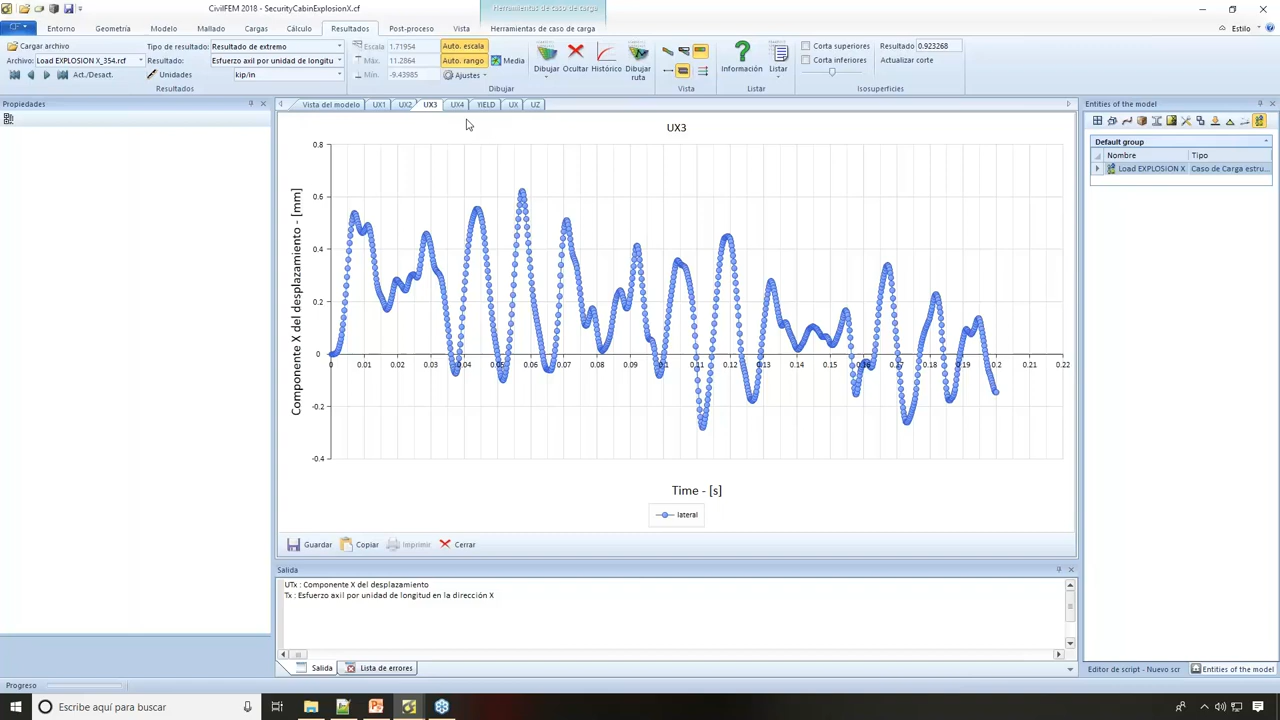 CivilFEM 2018 - SecurityCabinExplosionX.cf
Herramientas de caso de carga
CF
Entorno
Geometría
Modelo
Mallado
Cargas
Cálculo
Resultados
Post-proceso
Vista
Herramientas de caso de carga
Estilo
Cargar archivo
Tipo de resultado: Resultado de extremo
Archivo: Load EXPLOSION X_354.rcf
Resultado: Esfuerzo axil por unidad de longitu
Act./Desact.
Unidades kip/in
Resultados
Escala 1.71954
Máx. 11.2864
Mín. -9.43985
Auto. escala
Auto. rango
Media
Ajustes
Dibujar
Ocultar
Histórico
Dibujar ruta
Dibujar
Vista
Información
Listar
Listar
Corta superiores
Corta inferiores
Resultado 0.923268
Actualizar corte
Isosuperficies
Propiedades
Vista del modelo
UX1
UX2
UX3
UX4
YIELD
UX
UZ
UX3
Componente X del desplazamiento - [mm]
0.8
0.6
0.4
0.2
0
-0.2
-0.4
0.01 0.02 0.03 0.04 0.05 0.06 0.07 0.08 0.09 0.1 0.11 0.12 0.13 0.14 0.15 0.16 0.17 0.18 0.19 0.2 0.21 0.22
Time - [s]
lateral
Guardar
Copiar
Imprimir
Cerrar
Salida
UTx : Componente X del desplazamiento
Tx : Esfuerzo axil por unidad de longitud en la dirección X
Salida
Lista de errores
Entities of the model
Default group
Nombre
Tipo
Load EXPLOSION X
Caso de Carga estru...
Editor de script - Nuevo scr
Entities of the model
Progreso
Escribe aquí para buscar